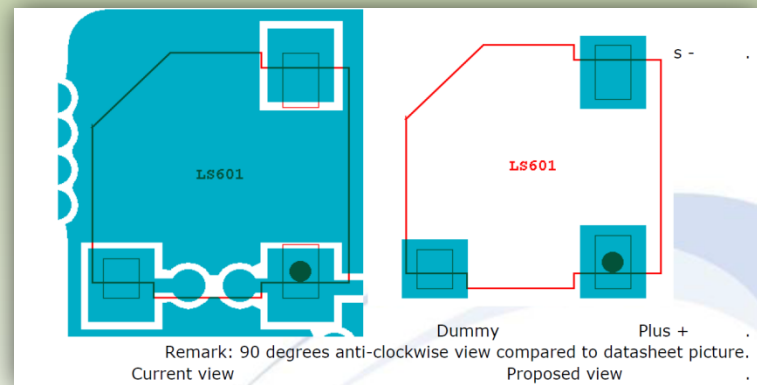 s - .
LS601
LS601
Dummy Plus + .
Remark: 90 degrees anti-clockwise view compared to datasheet picture.
Current view Proposed view .